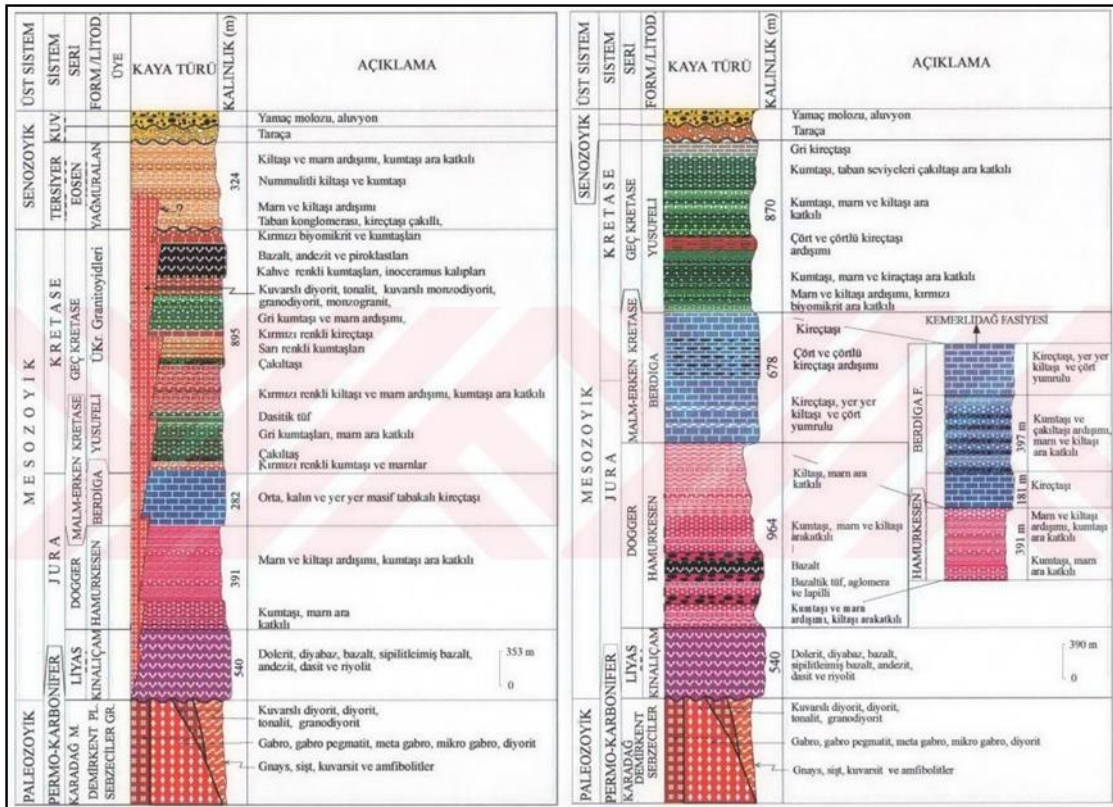 ÜST SİSTEM
SİSTEM
SERİ
FORM./LİTOD.
ÜYE
KAYA TÜRÜ
KALINLIK (m)
AÇIKLAMA
SENOZOYİK
KUV.
TERSİYER
EOSEN
YAĞMURALAN
324
Yamaç molozu, aluvyon
Taraça
Kiltaşı ve marn ardışımı, kumtaşı ara katkılı
Nummulitli kiltaşı ve kumtaşı
?
Marn ve kiltaşı ardışımı
Taban konglomerası, kireçtaşı çakıllı,
MESOZOYİK
KRETASE
GEÇ KRETASE
ÜKr. Granitoyidleri
YUSUFELİ
895
Kırmızı biyomikrit ve kumtaşları
Bazalt, andezit ve piroklastları
Kahve renkli kumtaşları, inoceramus kalıpları
Kuvarslı diyorit, tonalit, kuvarslı monzodiyorit,
granodiyorit, monzogranit,
Gri kumtaşı ve marn ardışımı,
Kırmızı renkli kireçtaşı
Sarı renkli kumtaşları
Çakıltaşı
Kırmızı renkli kiltaşı ve marn ardışımı, kumtaşı ara katkılı
Dasitik tüf
Gri kumtaşları, marn ara katkılı
Çakıltaş
Kırmızı renkli kumtaşı ve marnlar
JURA
MALM-ERKEN KRETASE
BERDİGA
282
Orta, kalın ve yer yer masif tabakalı kireçtaşı
DOGGER
HAMURKESEN
391
Marn ve kiltaşı ardışımı, kumtaşı ara katkılı
Kumtaşı, marn ara
katkılı
LİYAS
KINALIÇAM
540
Dolerit, diyabaz, bazalt, sipilitleimiş bazalt,
andezit, dasit ve riyolit
353 m
0
PALEOZOYİK
PERMO-KARBONİFER
KARADAĞ M.
DEMİRKENT PL.
SEBZECİLER GR.
Kuvarslı diyorit, diyorit,
tonalit, granodiyorit
Gabro, gabro pegmatit, meta gabro, mikro gabro, diyorit
Gnays, sişt, kuvarsit ve amfibolitler
ÜST SİSTEM
SİSTEM
SERİ
FORM./LİTOD.
KAYA TÜRÜ
KALINLIK (m)
AÇIKLAMA
SENOZOYİK
Yamaç molozu, aluvyon
Taraça
MESOZOYİK
KRETASE
GEÇ KRETASE
YUSUFELİ
870
Gri kireçtaşı
Kumtaşı, taban seviyeleri çakıltaşı ara katkılı
Kumtaşı, marn ve kiltaşı ara
katkılı
Çört ve çörtlü kireçtaşı
ardışımı
Kumtaşı, marn ve kiraçtaşı ara katkılı
Marn ve kiltaşı ardışımı, kırmızı
biyomikrit ara katkılı
JURA
MALM-ERKEN KRETASE
BERDİGA
678
Kireçtaşı
Çört ve çörtlü
kireçtaşı ardışımı
Kireçtaşı, yer yer
kiltaşı ve çört
yumrulu
DOGGER
HAMURKESEN
964
Kiltaşı, marn ara
katkılı
Kumtaşı, marn ve kiltaşı
arakatkılı
Bazalt
Bazaltik tüf, aglomera
ve lapilli
Kumtaşı ve marn
ardışımı, kiltaşı arakatkılı
KEMERLİDAĞ FASİYESİ
BERDİGA F.
HAMURKESEN
397 m
181 m
391 m
Kireçtaşı, yer yer
kiltaşı ve çört
yumrulu
Kumtaşı ve
çakıltaşı ardışımı,
marn ve kiltaşı
ara katkılı
Kireçtaşı
Marn ve kiltaşı
ardışımı, kumtaşı
ara katkılı
Kumtaşı, marn
ara katkılı
LİYAS
KINALIÇAM
540
Dolerit, diyabaz, bazalt,
sipilitleimiş bazalt, andezit,
dasit ve riyolit
390 m
0
PALEOZOYİK
PERMO-KARBONİFER
KARADAĞ
DEMİRKENT
SEBZECİLER
Kuvarslı diyorit, diyorit,
tonalit, granodiyorit
Gabro, gabro pegmatit, meta gabro, mikro gabro, diyorit
Gnays, sişt, kuvarsit ve amfibolitler